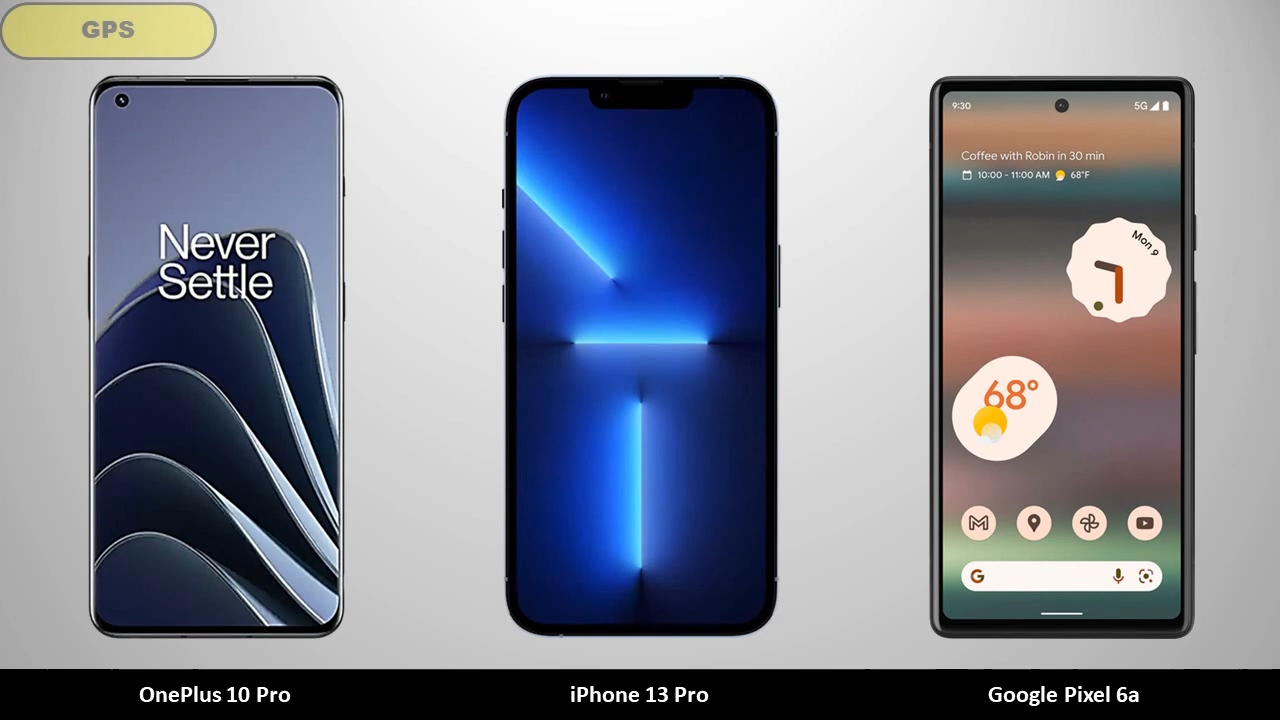 GPS
Never
Settle
9:30
5G
Coffee with Robin in 30 min
10:00 - 11:00 AM 68°F
Mon 9
68°
G
OnePlus 10 Pro
iPhone 13 Pro
Google Pixel 6a